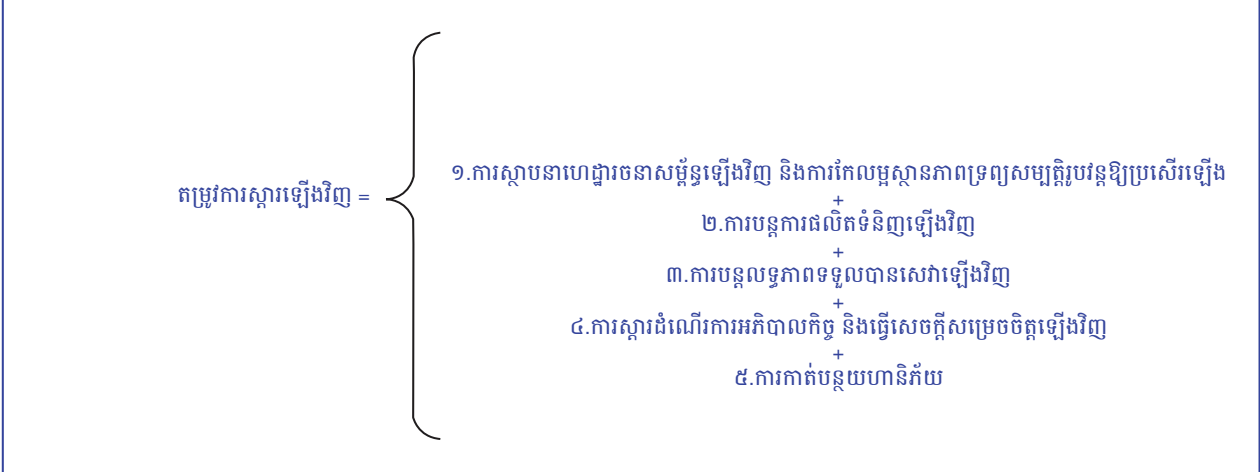 តម្រូវការស្តារឡើងវិញ =
១.ការស្ថាបនាហេដ្ឋារចនាសម្ព័ន្ធឡើងវិញ និងការកែលម្អស្ថានភាពទ្រព្យសម្បត្តិរូបវន្តឱ្យប្រសើរឡើង
+
២.ការបន្តការផលិតទំនិញឡើងវិញ
+
៣.ការបន្តលទ្ធភាពទទួលបានសេវាឡើងវិញ
+
៤.ការស្តារដំណើរការអភិបាលកិច្ច និងធ្វើសេចក្តីសម្រេចចិត្តឡើងវិញ
+
៥.ការកាត់បន្ថយហានិភ័យ